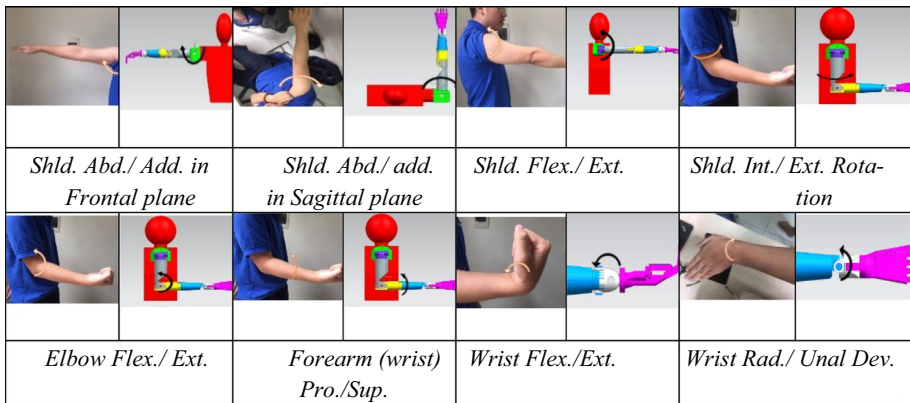 Shld. Abd./ Add. in
Frontal plane
Shld. Abd./ add.
in Sagittal plane
Shld. Flex./ Ext.
Shld. Int./ Ext. Rota-
tion
Elbow Flex./ Ext.
Forearm (wrist)
Pro./Sup.
Wrist Flex./Ext.
Wrist Rad./ Unal Dev.